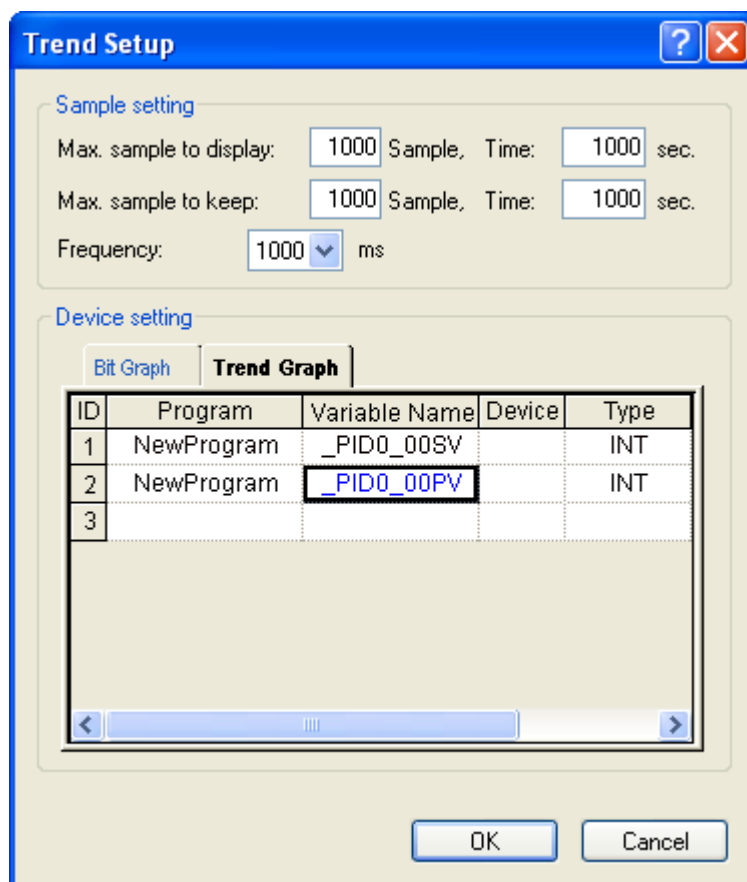 Trend Setup
Sample setting
Max. sample to display: 1000 Sample, Time: 1000 sec.
Max. sample to keep: 1000 Sample, Time: 1000 sec.
Frequency: 1000 ms
Device setting
Bit Graph Trend Graph
ID Program Variable Name Device Type
1 NewProgram _PID0_00SV INT
2 NewProgram _PID0_00PV INT
3
OK Cancel